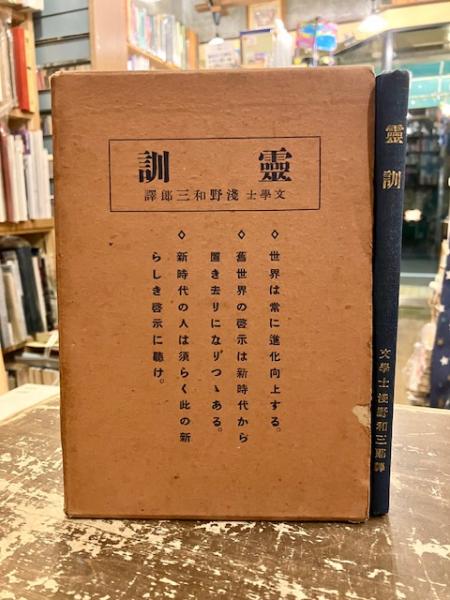 靈訓
文學士 淺野和三郎譯
◇ 世界は常に進化向上する。
◇ 舊世界の啓示は新時代から
置き去りになりつゝある。
◇ 新時代の人は須らく此の新
らしき啓示に聽け。
靈訓
文學士淺野和三郎譯